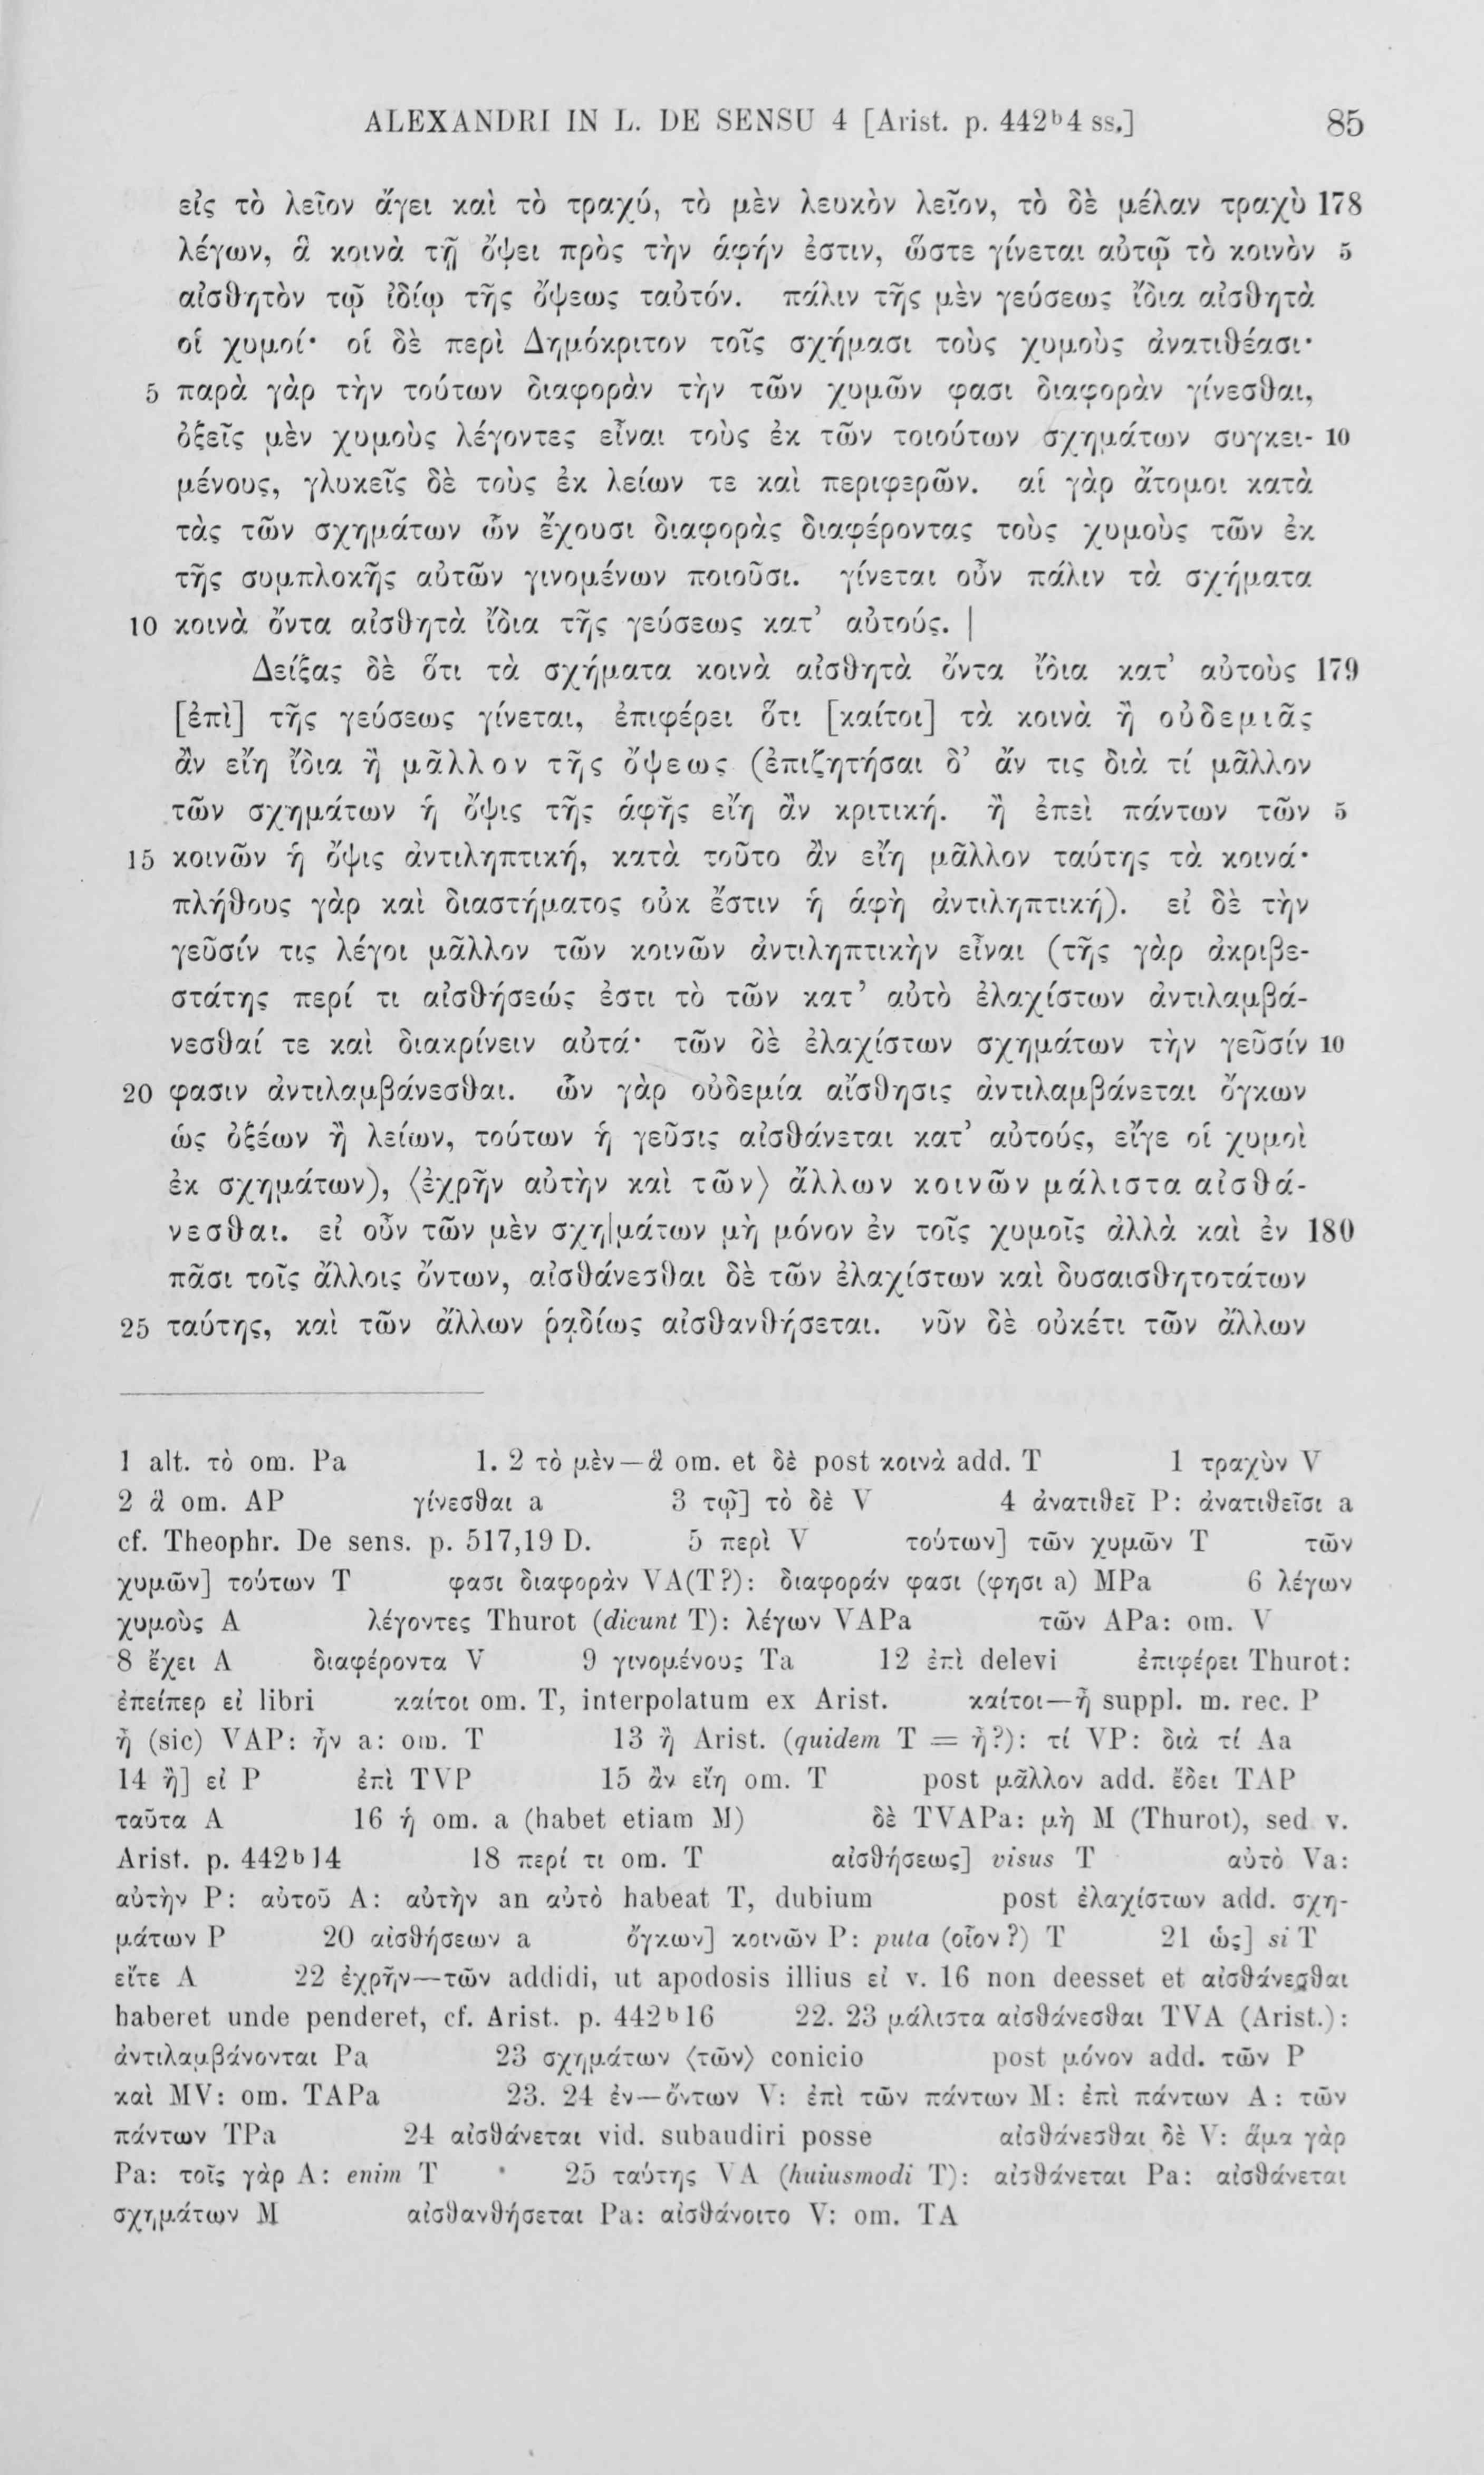 ALEXANDRI IN L. DE SENSU 4 [Arist. p. 442b4 ss.] 85
εἰς τὸ λεῖον ἄγει καὶ τὸ τραχύ, τὸ μὲν λευκὸν λεῖον, τὸ δὲ μέλαν τραχὺ 178
λέγων, ἃ κοινὰ τῇ ὄψει πρὸς τὴν ἁφήν ἐστιν, ὥστε γίνεται αὐτῷ τὸ κοινὸν 5
αἰσθητὸν τῷ ἰδίῳ τῆς ὄψεως ταὐτόν. πάλιν τῆς μὲν γεύσεως ἴδια αἰσθητὰ
οἱ χυμοί· οἱ δὲ περὶ Δημόκριτον τοῖς σχήμασι τοὺς χυμοὺς ἀνατιθέασι·
5 παρὰ γὰρ τὴν τούτων διαφορὰν τὴν τῶν χυμῶν φασι διαφορὰν γίνεσθαι,
ὀξεῖς μὲν χυμοὺς λέγοντες εἶναι τοὺς ἐκ τῶν τοιούτων σχημάτων συγκει- 10
μένους, γλυκεῖς δὲ τοὺς ἐκ λείων τε καὶ περιφερῶν. αἱ γὰρ ἄτομοι κατὰ
τὰς τῶν σχημάτων ὧν ἔχουσι διαφορὰς διαφέροντας τοὺς χυμοὺς τῶν ἐκ
τῆς συμπλοκῆς αὐτῶν γινομένων ποιοῦσι. γίνεται οὖν πάλιν τὰ σχήματα
10 κοινὰ ὄντα αἰσθητὰ ἴδια τῆς γεύσεως κατ’ αὐτούς. |
Δείξας δὲ ὅτι τὰ σχήματα κοινὰ αἰσθητὰ ὄντα ἴδια κατ’ αὐτοὺς 179
[ἐπὶ] τῆς γεύσεως γίνεται, ἐπιφέρει ὅτι [καίτοι] τὰ κοινὰ ἢ οὐδεμιᾶς
ἂν εἴη ἴδια ἢ μᾶλλον τῆς ὄψεως (ἐπιζητήσαι δ’ ἄν τις διὰ τί μᾶλλον
τῶν σχημάτων ἡ ὄψις τῆς ἁφῆς εἴη ἂν κριτική. ἢ ἐπεὶ πάντων τῶν 5
15 κοινῶν ἡ ὄψις ἀντιληπτική, κατὰ τοῦτο ἂν εἴη μᾶλλον ταύτης τὰ κοινά·
πλήθους γὰρ καὶ διαστήματος οὐκ ἔστιν ἡ ἁφὴ ἀντιληπτική). εἰ δὲ τὴν
γεῦσίν τις λέγοι μᾶλλον τῶν κοινῶν ἀντιληπτικὴν εἶναι (τῆς γὰρ ἀκριβε-
στάτης περί τι αἰσθήσεώς ἐστι τὸ τῶν κατ’ αὐτὸ ἐλαχίστων ἀντιλαμβά-
νεσθαί τε καὶ διακρίνειν αὐτά· τῶν δὲ ἐλαχίστων σχημάτων τὴν γεῦσίν 10
20 φασιν ἀντιλαμβάνεσθαι. ὧν γὰρ οὐδεμία αἴσθησις ἀντιλαμβάνεται ὄγκων
ὡς ὀξέων ἢ λείων, τούτων ἡ γεῦσις αἰσθάνεται κατ’ αὐτούς, εἴγε οἱ χυμοὶ
ἐκ σχημάτων), ⟨ἐχρῆν αὐτὴν καὶ τῶν⟩ ἄλλων κοινῶν μάλιστα αἰσθά-
νεσθαι. εἰ οὖν τῶν μὲν σχη|μάτων μὴ μόνον ἐν τοῖς χυμοῖς ἀλλὰ καὶ ἐν 180
πᾶσι τοῖς ἄλλοις ὄντων, αἰσθάνεσθαι δὲ τῶν ἐλαχίστων καὶ δυσαισθητοτάτων
25 ταύτης, καὶ τῶν ἄλλων ῥᾳδίως αἰσθανθήσεται. νῦν δὲ οὐκέτι τῶν ἄλλων
1 alt. τὸ om. Pa 1. 2 τὸ μὲν—ἃ om. et δὲ post κοινὰ add. T 1 τραχὺν V
2 ἃ om. AP γίνεσθαι a 3 τῷ] τὸ δὲ V 4 ἀνατιθεῖ P: ἀνατιθεῖσι a
cf. Theophr. De sens. p. 517,19 D. 5 περὶ V τούτων] τῶν χυμῶν T τῶν
χυμῶν] τούτων T φασι διαφορὰν VA(T?): διαφοράν φασι (φησι a) MPa 6 λέγων
χυμοὺς A λέγοντες Thurot (dicunt T): λέγων VAPa τῶν APa: om. V
8 ἔχει A διαφέροντα V 9 γινομένους Ta 12 ἐπὶ delevi ἐπιφέρει Thurot:
ἐπείπερ εἰ libri καίτοι om. T, interpolatum ex Arist. καίτοι—ἢ suppl. m. rec. P
ἢ (sic) VAP: ἦν a: om. T 13 ἢ Arist. (quidem T = ἦ?): τί VP: διὰ τί Aa
14 ἢ] εἰ P ἐπὶ TVP 15 ἂν εἴη om. T post μᾶλλον add. ἔδει TAP
ταῦτα A 16 ἡ om. a (habet etiam M) δὲ TVAPa: μὴ M (Thurot), sed v.
Arist. p. 442b14 18 περί τι om. T αἰσθήσεως] visus T αὐτὸ Va:
αὐτὴν P: αὐτοῦ A: αὐτὴν an αὐτὸ habeat T, dubium post ἐλαχίστων add. σχη-
μάτων P 20 αἰσθήσεων a ὄγκων] κοινῶν P: puta (οἷον?) T 21 ὡς] si T
εἴτε A 22 ἐχρῆν—τῶν addidi, ut apodosis illius εἰ v. 16 non deesset et αἰσθάνεσθαι
haberet unde penderet, cf. Arist. p. 442b16 22. 23 μάλιστα αἰσθάνεσθαι TVA (Arist.):
ἀντιλαμβάνονται Pa 23 σχημάτων ⟨τῶν⟩ conicio post μόνον add. τῶν P
καὶ MV: om. TAPa 23. 24 ἐν—ὄντων V: ἐπὶ τῶν πάντων M: ἐπὶ πάντων A: τῶν
πάντων TPa 24 αἰσθάνεται vid. subaudiri posse αἰσθάνεσθαι δὲ V: ἅμα γὰρ
Pa: τοῖς γὰρ A: enim T 25 ταύτης VA (huiusmodi T): αἰσθάνεται Pa: αἰσθάνεται
σχημάτων M αἰσθανθήσεται Pa: αἰσθάνοιτο V: om. TA